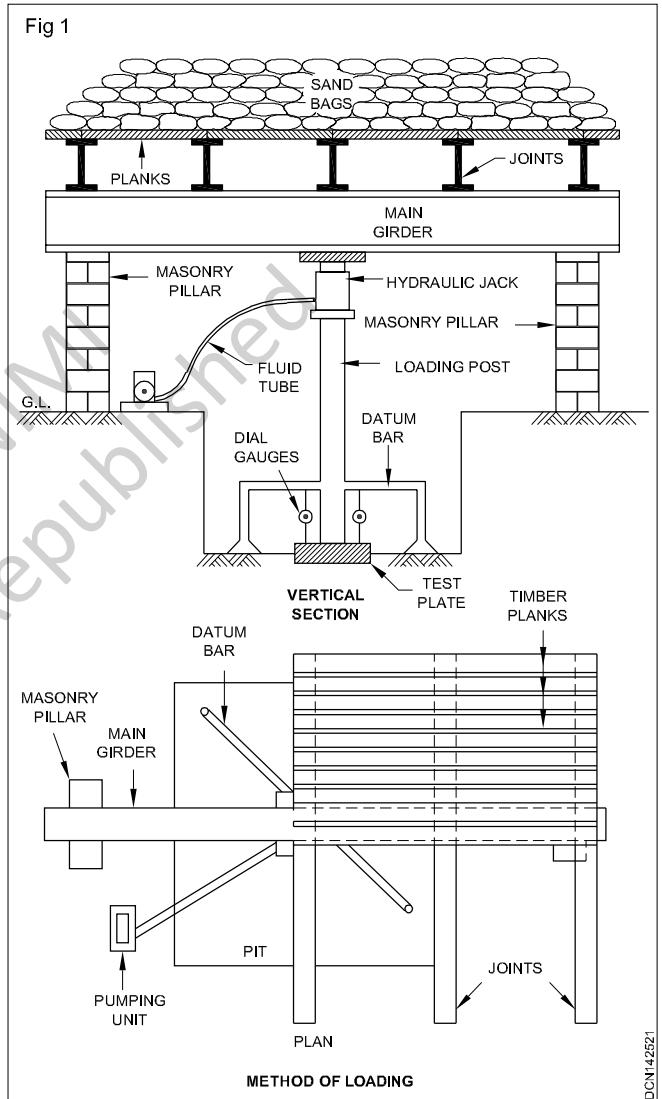 Fig 1
SAND
BAGS
PLANKS
JOINTS
MAIN
GIRDER
MASONRY
PILLAR
HYDRAULIC JACK
MASONRY PILLAR
FLUID
TUBE
LOADING POST
G.L.
DIAL
GAUGES
DATUM
BAR
VERTICAL
SECTION
TEST
PLATE
TIMBER
PLANKS
DATUM
BAR
MASONRY
PILLAR
MAIN
GIRDER
PIT
JOINTS
PUMPING
UNIT
PLAN
METHOD OF LOADING
DCN142521
NIMI
Republished